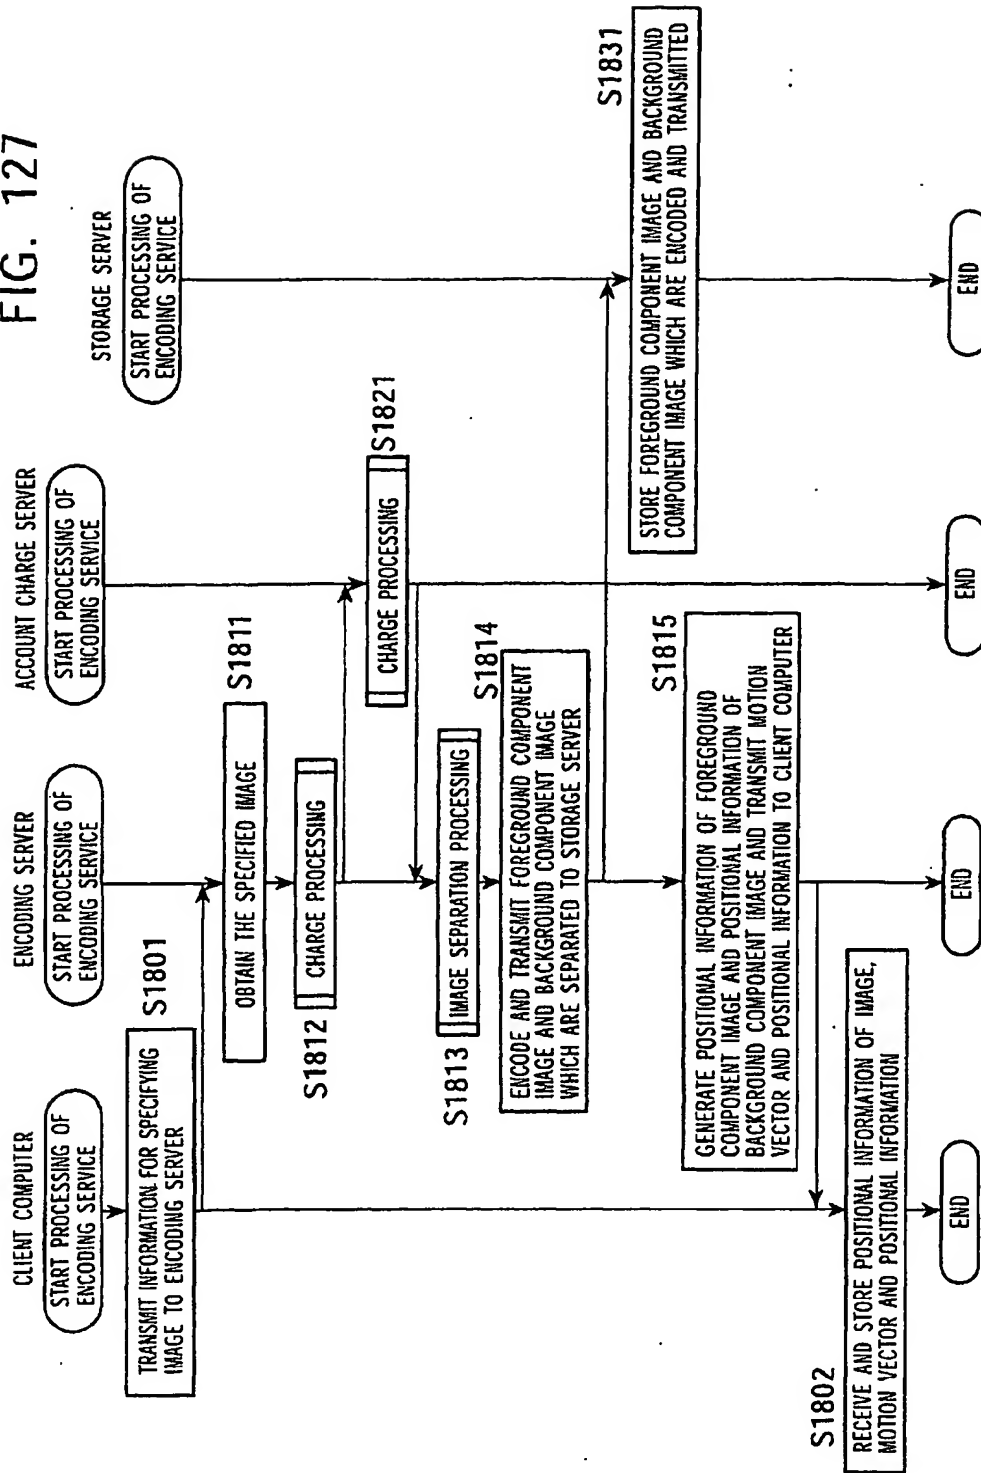 FIG. 127
CLIENT COMPUTER
START PROCESSING OF
ENCODING SERVICE
TRANSMIT INFORMATION FOR SPECIFYING
IMAGE TO ENCODING SERVER
S1801
S1802
RECEIVE AND STORE POSITIONAL INFORMATION OF IMAGE,
MOTION VECTOR AND POSITIONAL INFORMATION
END
ENCODING SERVER
START PROCESSING OF
ENCODING SERVICE
OBTAIN THE SPECIFIED IMAGE
S1811
S1812
CHARGE PROCESSING
S1813
IMAGE SEPARATION PROCESSING
S1814
ENCODE AND TRANSMIT FOREGROUND COMPONENT
IMAGE AND BACKGROUND COMPONENT IMAGE
WHICH ARE SEPARATED TO STORAGE SERVER
S1815
GENERATE POSITIONAL INFORMATION OF FOREGROUND
COMPONENT IMAGE AND POSITIONAL INFORMATION OF
BACKGROUND COMPONENT IMAGE AND TRANSMIT MOTION
VECTOR AND POSITIONAL INFORMATION TO CLIENT COMPUTER
END
ACCOUNT CHARGE SERVER
START PROCESSING OF
ENCODING SERVICE
CHARGE PROCESSING
S1821
END
STORAGE SERVER
START PROCESSING OF
ENCODING SERVICE
S1831
STORE FOREGROUND COMPONENT IMAGE AND BACKGROUND
COMPONENT IMAGE WHICH ARE ENCODED AND TRANSMITTED
END